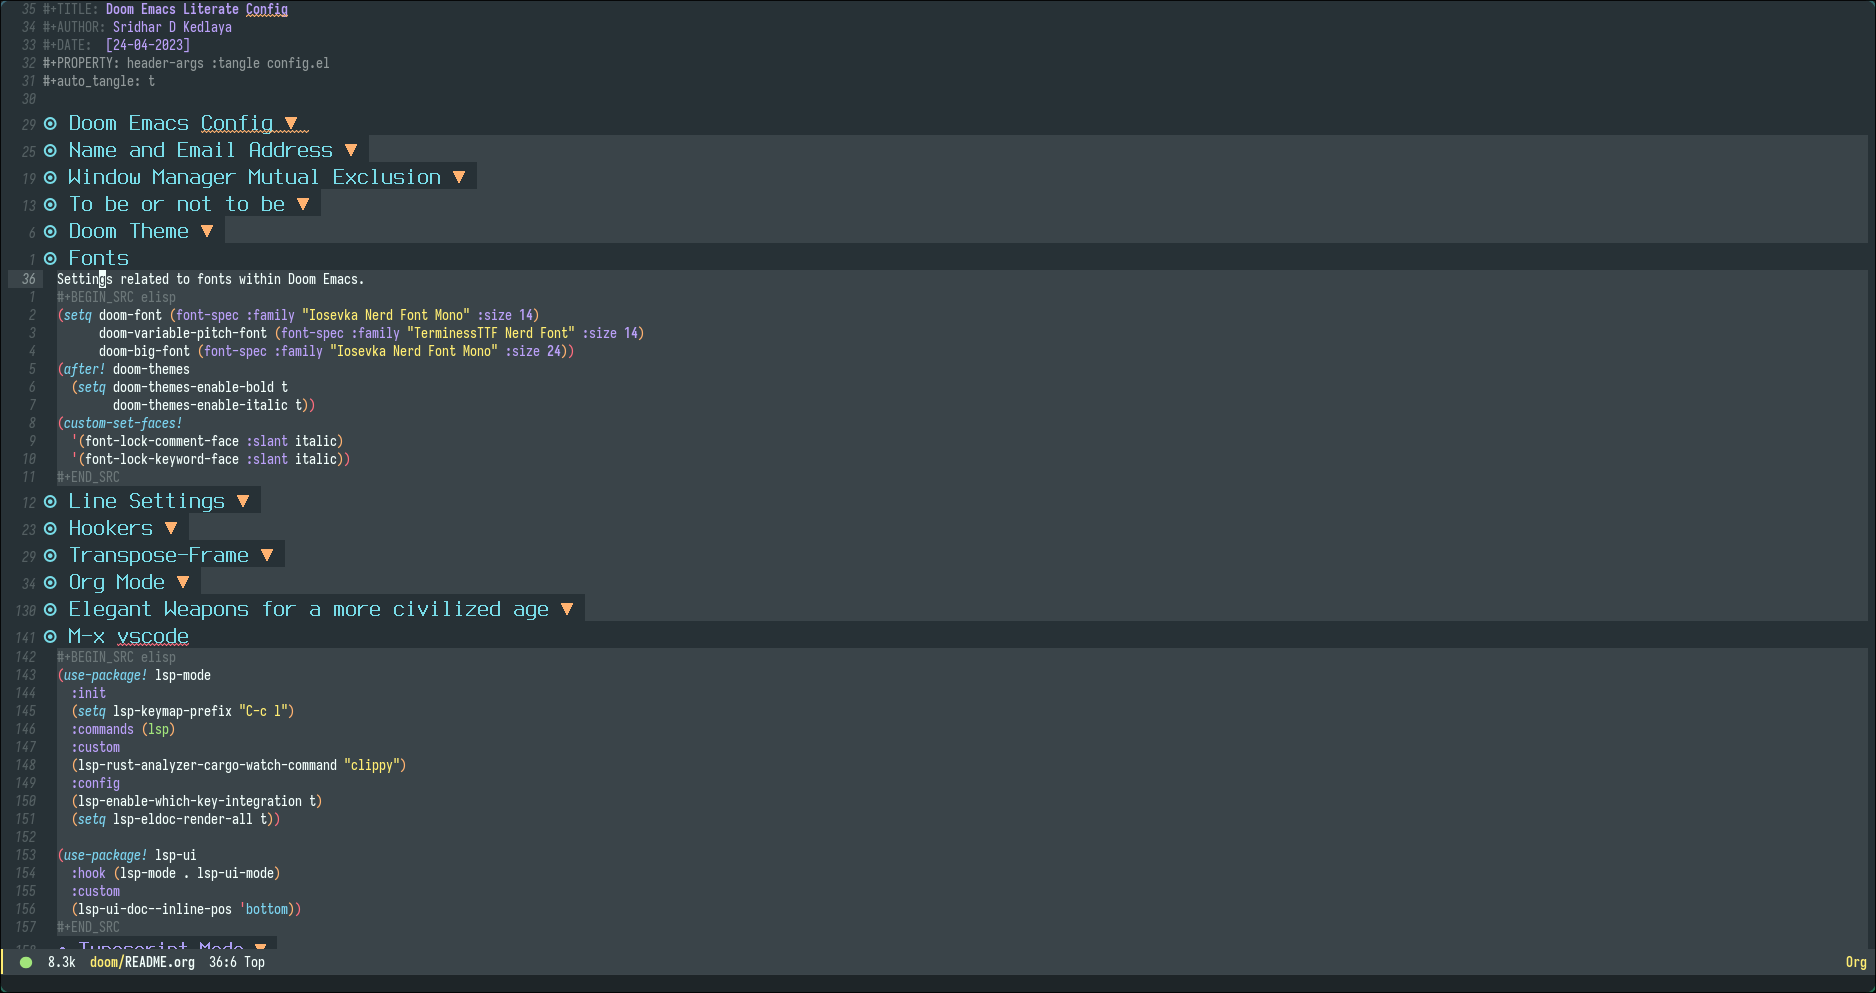 35 #+TITLE: Doom Emacs Literate Config
34 #+AUTHOR: Sridhar D Kedlaya
33 #+DATE:  [24-04-2023]
32 #+PROPERTY: header-args :tangle config.el
31 #+auto_tangle: t
30
29 Doom Emacs Config ▼
25 Name and Email Address ▼
19 Window Manager Mutual Exclusion ▼
13 To be or not to be ▼
6 Doom Theme ▼
1 Fonts
36 Settings related to fonts within Doom Emacs.
1 #+BEGIN_SRC elisp
2 (setq doom-font (font-spec :family "Iosevka Nerd Font Mono" :size 14)
3 doom-variable-pitch-font (font-spec :family "TerminessTTF Nerd Font" :size 14)
4 doom-big-font (font-spec :family "Iosevka Nerd Font Mono" :size 24))
5 (after! doom-themes
6 (setq doom-themes-enable-bold t
7 doom-themes-enable-italic t))
8 (custom-set-faces!
9 '(font-lock-comment-face :slant italic)
10 '(font-lock-keyword-face :slant italic))
11 #+END_SRC
12 Line Settings ▼
23 Hookers ▼
29 Transpose-Frame ▼
34 Org Mode ▼
130 Elegant Weapons for a more civilized age ▼
141 M-x vscode
142 #+BEGIN_SRC elisp
143 (use-package! lsp-mode
144 :init
145 (setq lsp-keymap-prefix "C-c l")
146 :commands (lsp)
147 :custom
148 (lsp-rust-analyzer-cargo-watch-command "clippy")
149 :config
150 (lsp-enable-which-key-integration t)
151 (setq lsp-eldoc-render-all t))
152
153 (use-package! lsp-ui
154 :hook (lsp-mode . lsp-ui-mode)
155 :custom
156 (lsp-ui-doc--inline-pos 'bottom))
157 #+END_SRC
158 Typescript Mode ▼
8.3k doom/README.org 36:6 Top Org